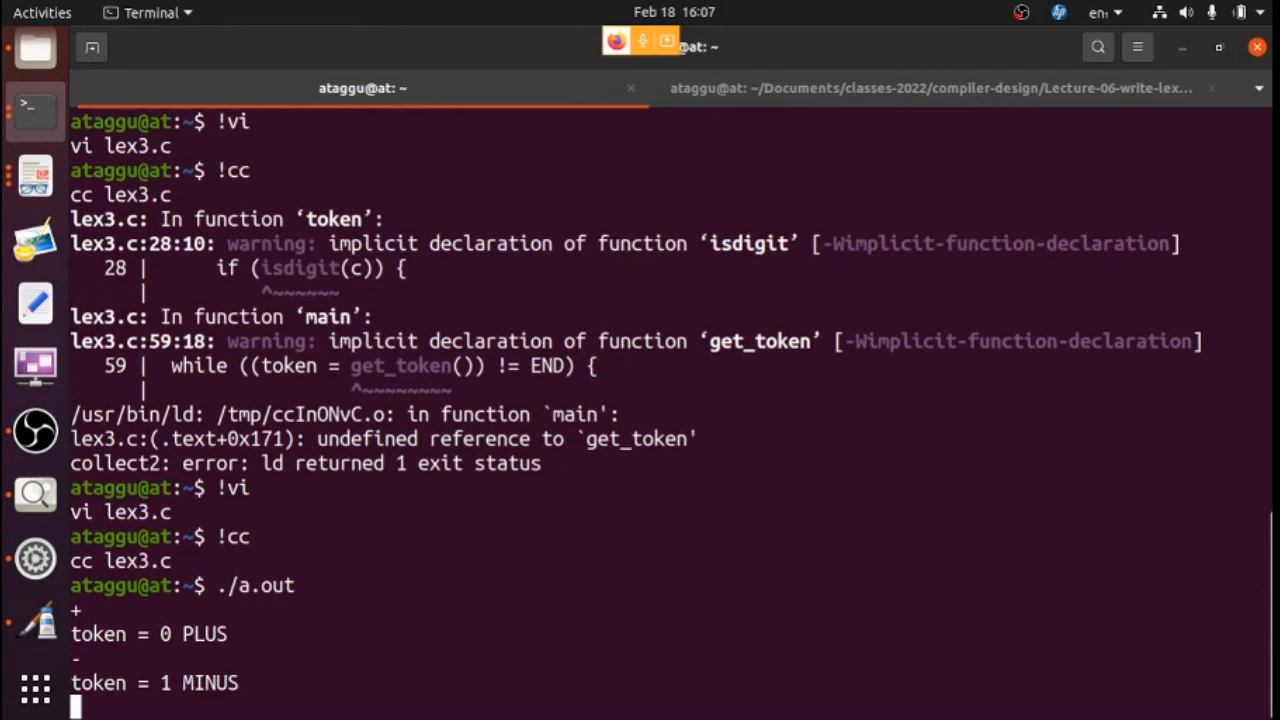 Activities
Terminal
Feb 18 16:07
en₁
@at: ~
ataggu@at: ~
ataggu@at: ~/Documents/classes-2022/compiler-design/Lecture-06-write-lex...
ataggu@at:~$ !vi
vi lex3.c
ataggu@at:~$ !cc
cc lex3.c
lex3.c: In function ‘token’:
lex3.c:28:10: warning: implicit declaration of function ‘isdigit’ [-Wimplicit-function-declaration]
28 |      if (isdigit(c)) {
|          ^~~~~~~
lex3.c: In function ‘main’:
lex3.c:59:18: warning: implicit declaration of function ‘get_token’ [-Wimplicit-function-declaration]
59 |  while ((token = get_token()) != END) {
|                  ^~~~~~~~~
/usr/bin/ld: /tmp/ccInONvC.o: in function `main':
lex3.c:(.text+0x171): undefined reference to `get_token'
collect2: error: ld returned 1 exit status
ataggu@at:~$ !vi
vi lex3.c
ataggu@at:~$ !cc
cc lex3.c
ataggu@at:~$ ./a.out
+
token = 0 PLUS
-
token = 1 MINUS